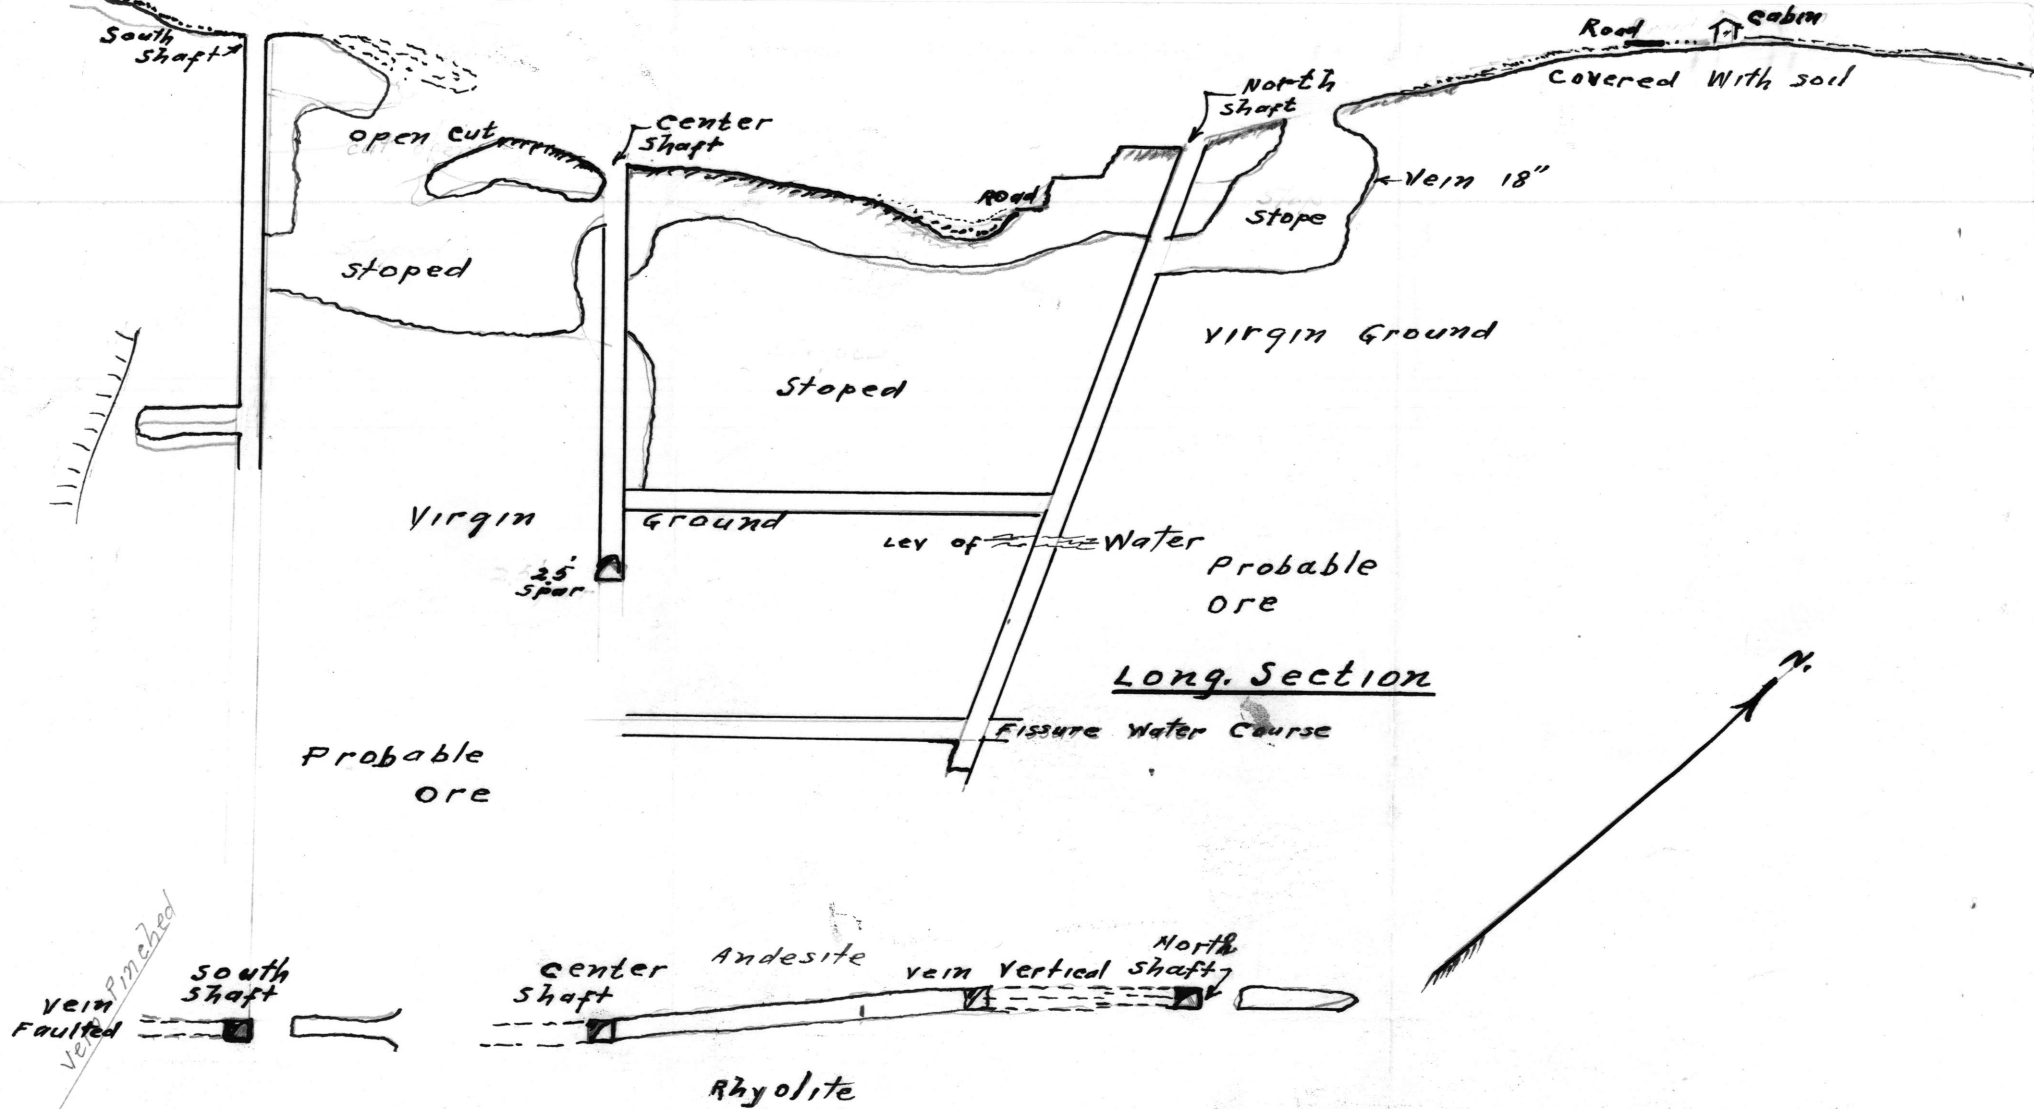 South
Shaft
Road
Cabin
Covered With soil
North
Shaft
open cut
Center
Shaft
Vein 18"
Road
Stope
Stoped
Virgin Ground
Stoped
Virgin Ground
Lev of Water
2.5'
Spar
Probable
ore
Long. Section
N.
Fissure Water Course
Probable
ore
Vein Pinched
Vein
Faulted
South
Shaft
Center
Shaft
Andesite
Vein Vertical
North
Shaft
Rhyolite